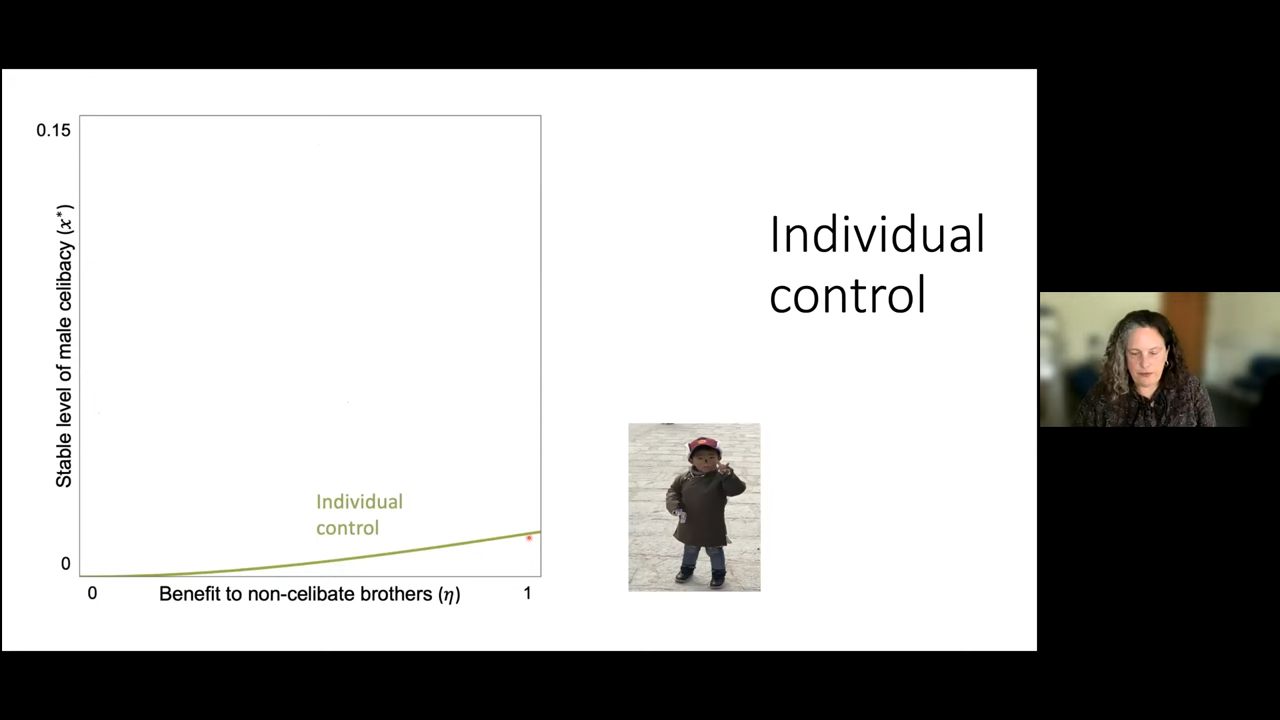 0.15
Stable level of male celibacy (x*)
0
Individual
control
0
Benefit to non-celibate brothers (η)
1
Individual
control